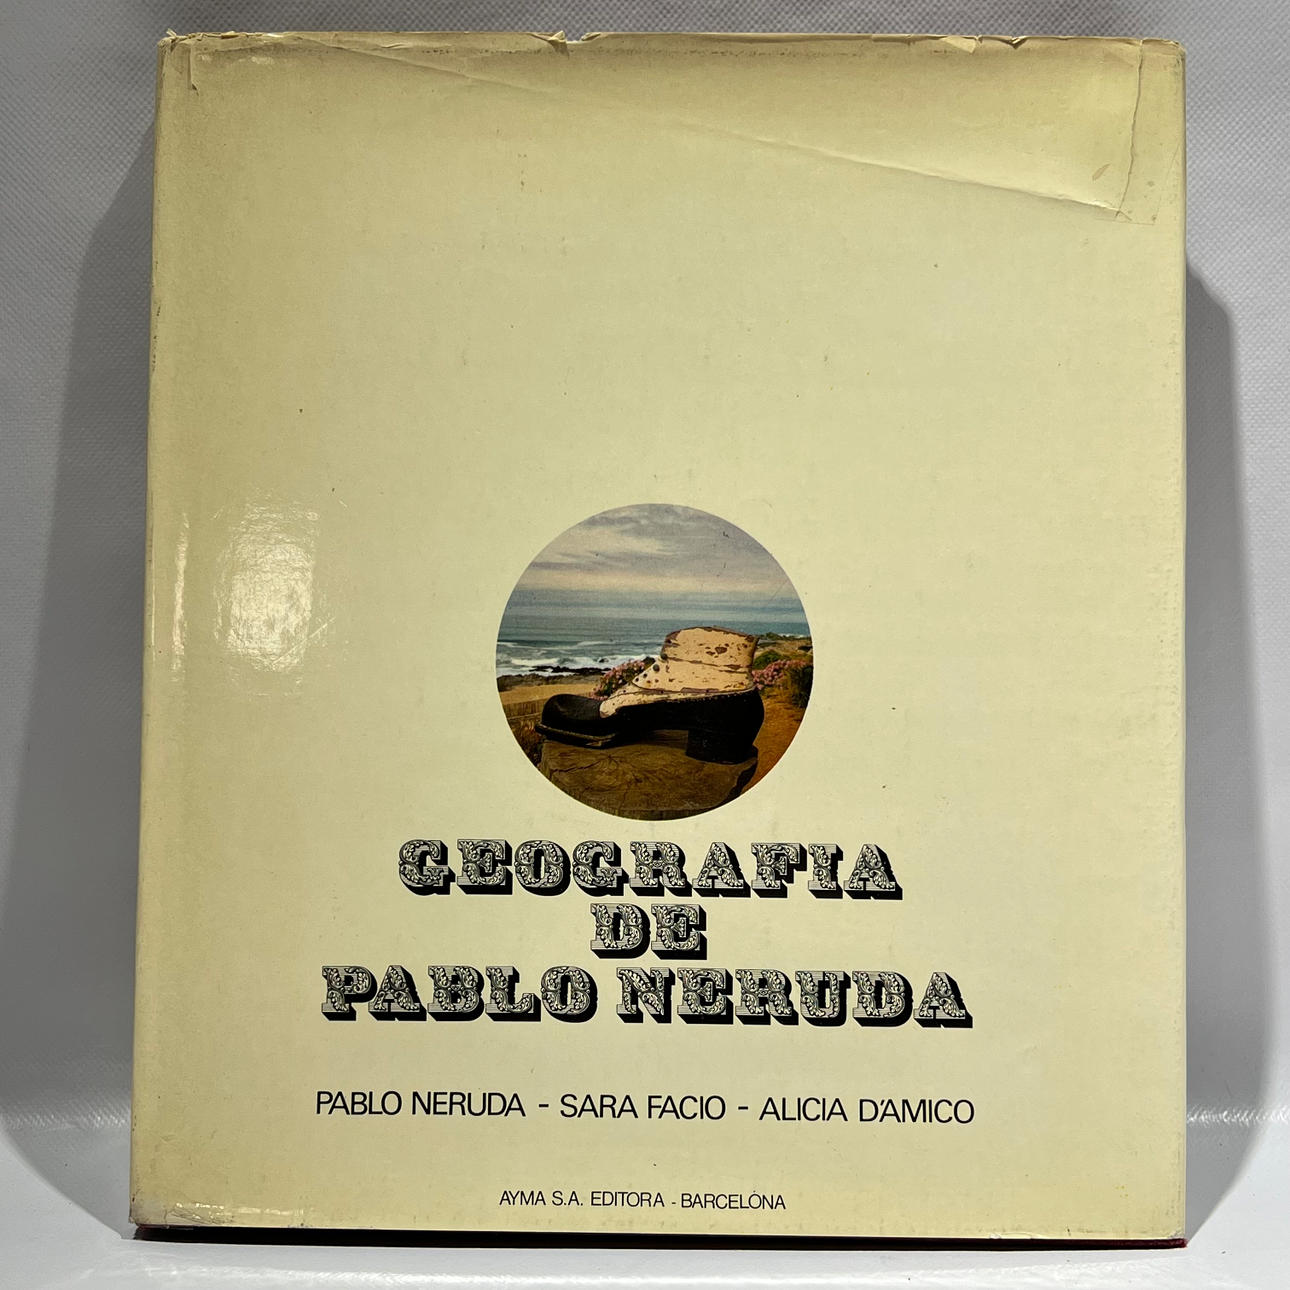 GEOGRAFIA
DE
PABLO NERUDA
PABLO NERUDA - SARA FACIO - ALICIA D'AMICO
AYMA S.A. EDITORA - BARCELONA